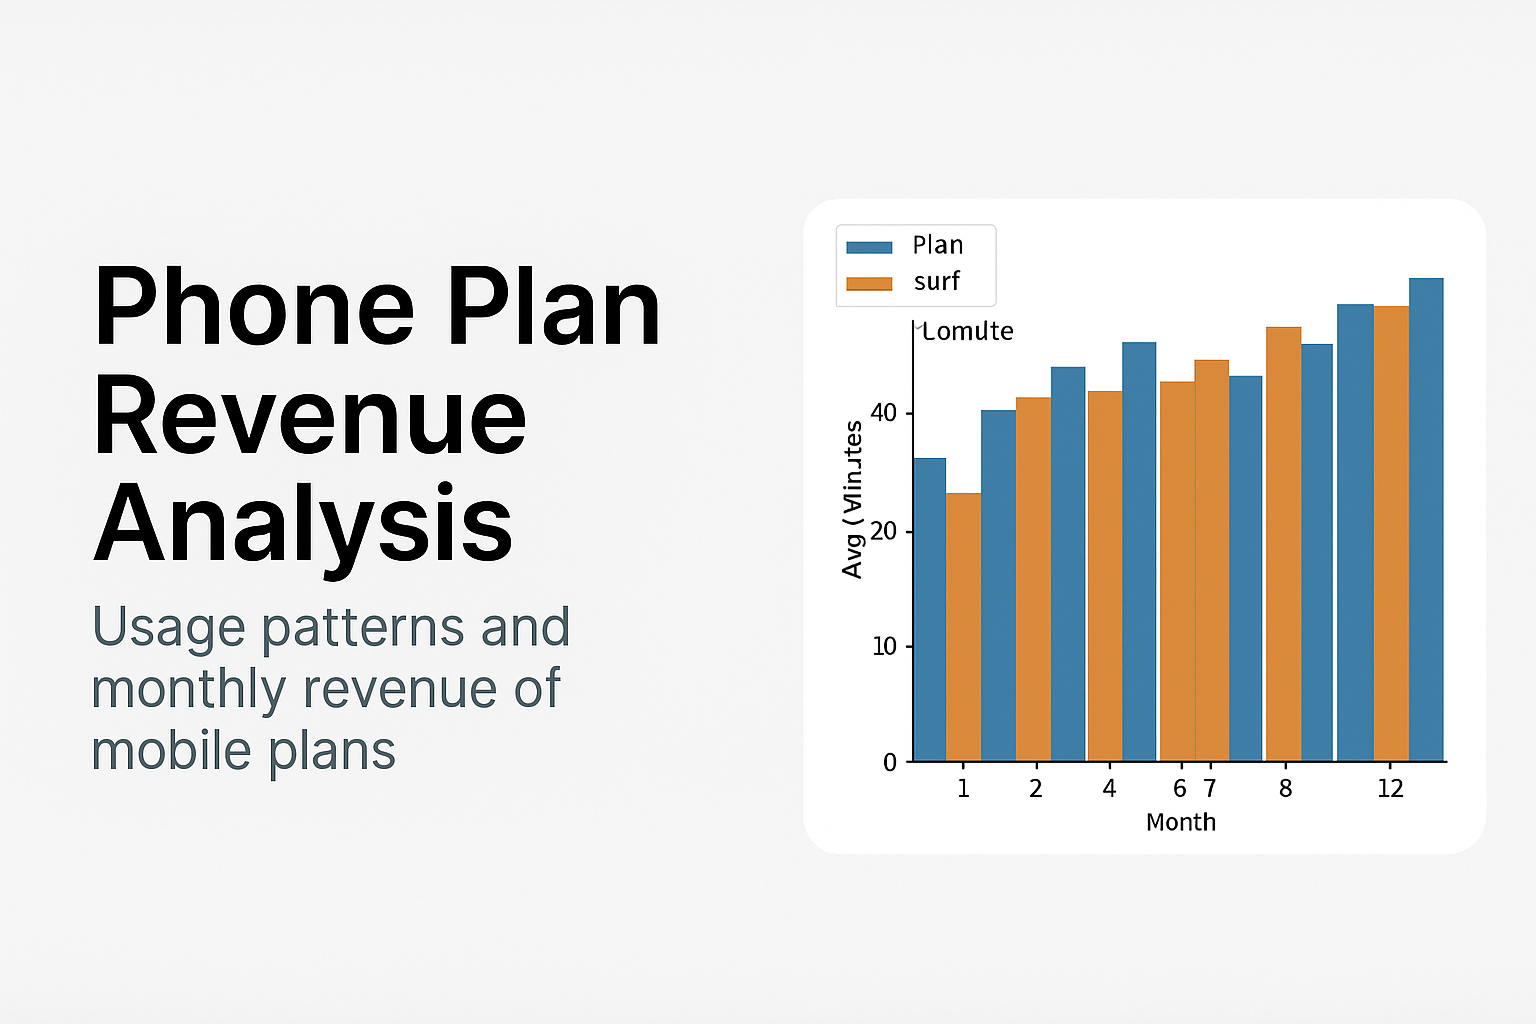 Phone Plan
Revenue
Analysis
Usage patterns and
monthly revenue of
mobile plans
Plan
surf
Lomute
40
20
10
0
Avg
1 2 4 6 7 8 12
Month